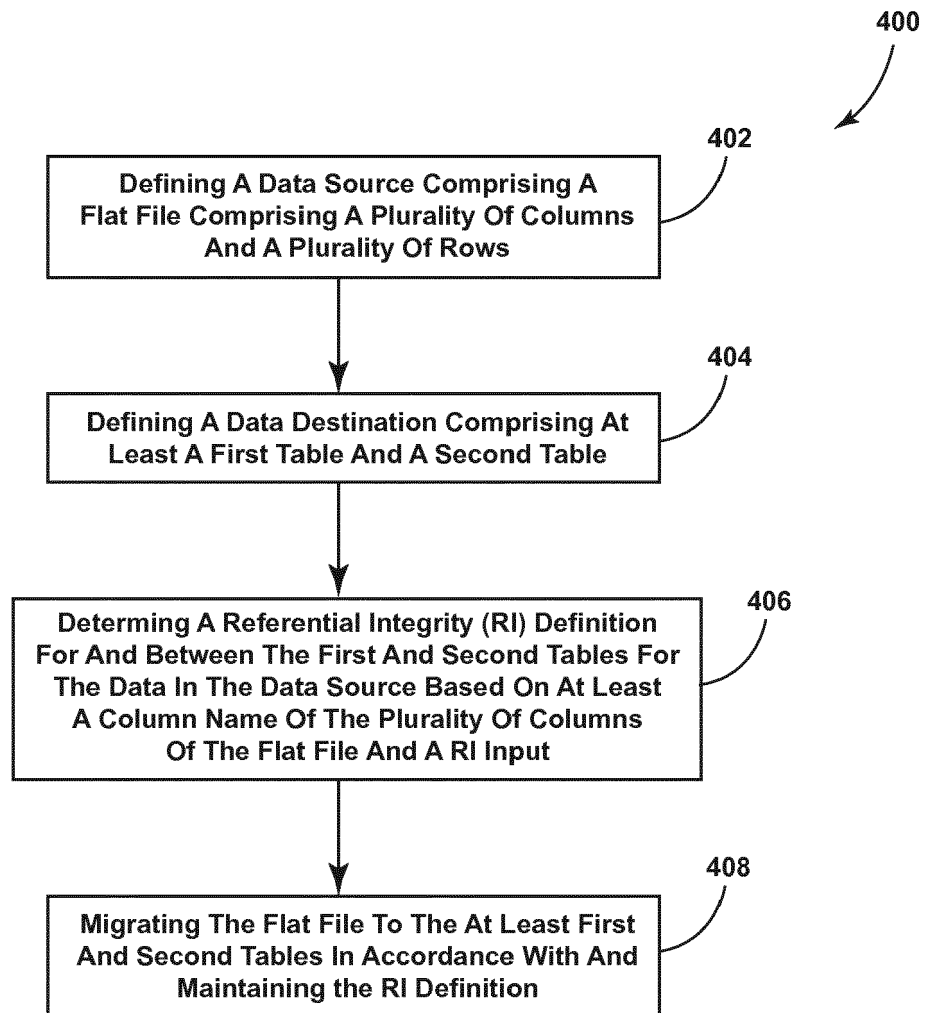 400
402
Defining A Data Source Comprising A
Flat File Comprising A Plurality Of Columns
And A Plurality Of Rows
404
Defining A Data Destination Comprising At
Least A First Table And A Second Table
406
Determing A Referential Integrity (RI) Definition
For And Between The First And Second Tables For
The Data In The Data Source Based On At Least
A Column Name Of The Plurality Of Columns
Of The Flat File And A RI Input
408
Migrating The Flat File To The At Least First
And Second Tables In Accordance With And
Maintaining the RI Definition